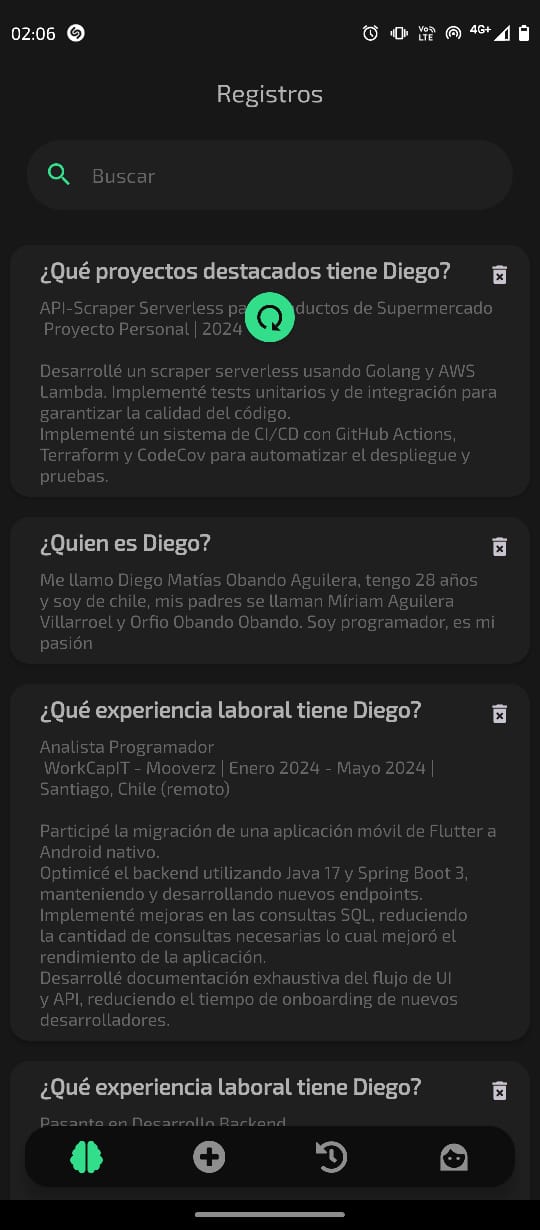 02:06
Vo))
LTE
4G+
Registros
Buscar
¿Qué proyectos destacados tiene Diego?
API-Scraper Serverless pa ductos de Supermercado
Proyecto Personal | 2024
Desarrollé un scraper serverless usando Golang y AWS
Lambda. Implementé tests unitarios y de integración para
garantizar la calidad del código.
Implementé un sistema de CI/CD con GitHub Actions,
Terraform y CodeCov para automatizar el despliegue y
pruebas.
¿Quien es Diego?
Me llamo Diego Matías Obando Aguilera, tengo 28 años
y soy de chile, mis padres se llaman Míriam Aguilera
Villarroel y Orfio Obando Obando. Soy programador, es mi
pasión
¿Qué experiencia laboral tiene Diego?
Analista Programador
WorkCapIT - Mooverz | Enero 2024 - Mayo 2024 |
Santiago, Chile (remoto)
Participé la migración de una aplicación móvil de Flutter a
Android nativo.
Optimicé el backend utilizando Java 17 y Spring Boot 3,
manteniendo y desarrollando nuevos endpoints.
Implementé mejoras en las consultas SQL, reduciendo
la cantidad de consultas necesarias lo cual mejoró el
rendimiento de la aplicación.
Desarrollé documentación exhaustiva del flujo de UI
y API, reduciendo el tiempo de onboarding de nuevos
desarrolladores.
¿Qué experiencia laboral tiene Diego?
Pasante en Desarrollo Backend